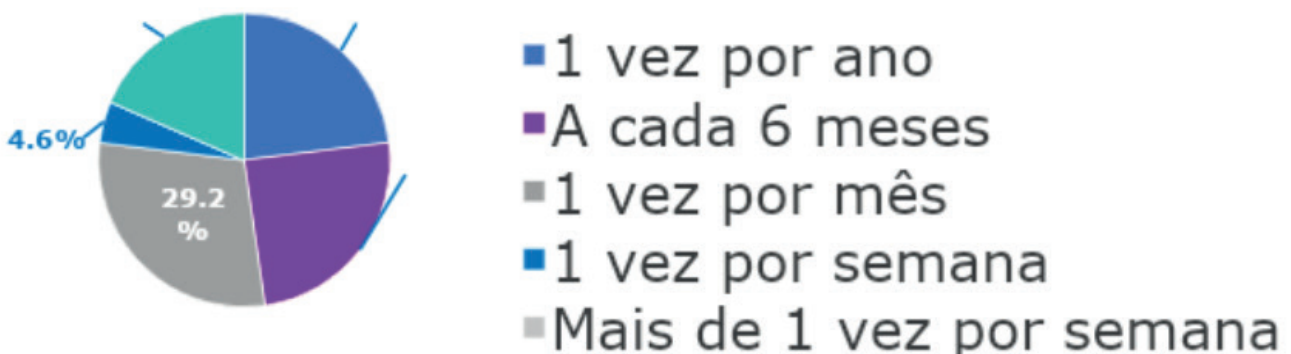 4.6%
29.2
%
1 vez por ano
A cada 6 meses
1 vez por mês
1 vez por semana
Mais de 1 vez por semana